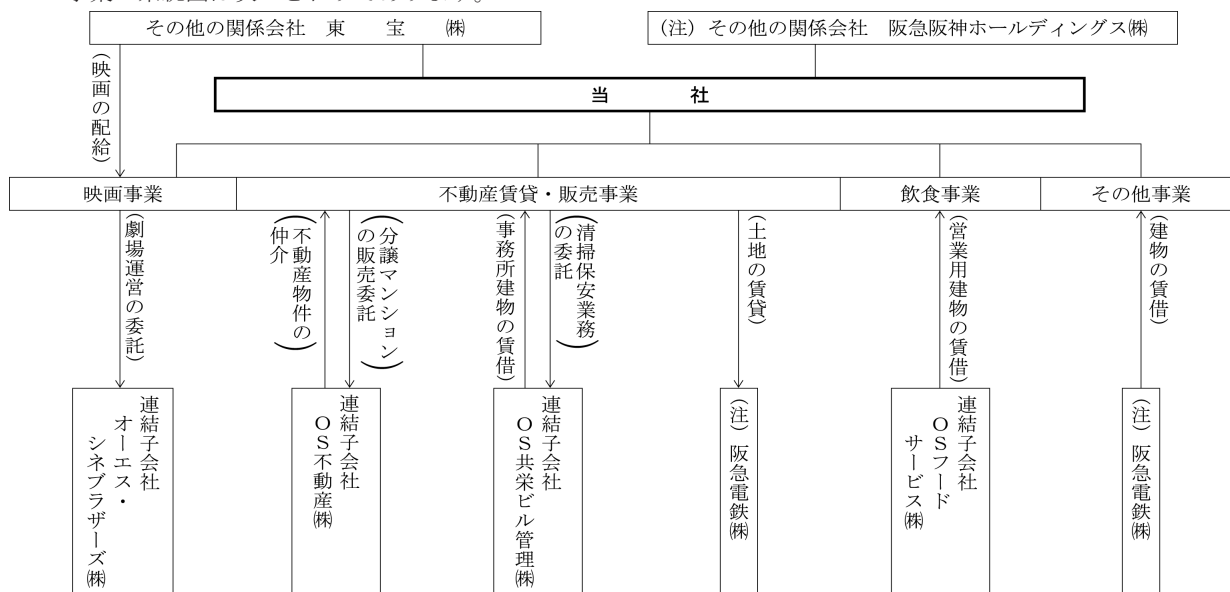 その他の関係会社　東　　宝　　㈱
（注）その他の関係会社　阪急阪神ホールディングス㈱
（映画の配給）
当　　　社
映画事業
不動産賃貸・販売事業
飲食事業
その他事業
（劇場運営の委託）
（不動産物件の
仲介）
（分譲マンション
の販売委託）
（事務所建物の賃借）
（清掃保安業務
の委託）
（土地の賃貸）
（営業用建物の賃借）
（建物の賃借）
連結子会社
オーエス・
シネブラザーズ㈱
連結子会社
ＯＳ不動産㈱
連結子会社
ＯＳ共栄ビル管理㈱
（注）阪急電鉄㈱
連結子会社
ＯＳフード
サービス㈱
（注）阪急電鉄㈱